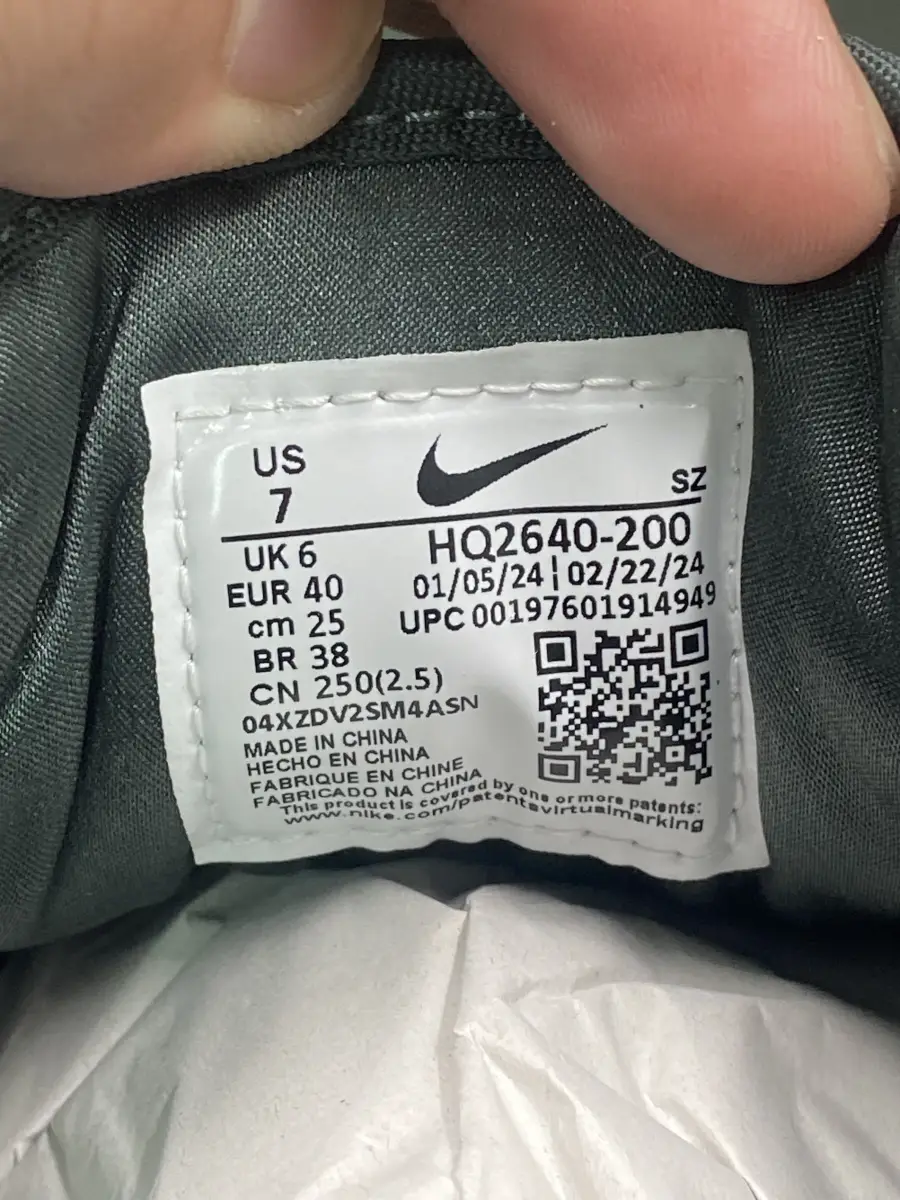 US
7
SZ
UK 6
EUR 40
cm 25
BR 38
CN 250(2.5)
04XZDV2SM4ASN
HQ2640-200
01/05/24 ¦ 02/22/24
UPC 00197601914949
MADE IN CHINA
HECHO EN CHINA
FABRIQUE EN CHINE
FABRICADO NA CHINA
This product is covered by one or more patents:
www.nike.com/patentsvirtualmarking